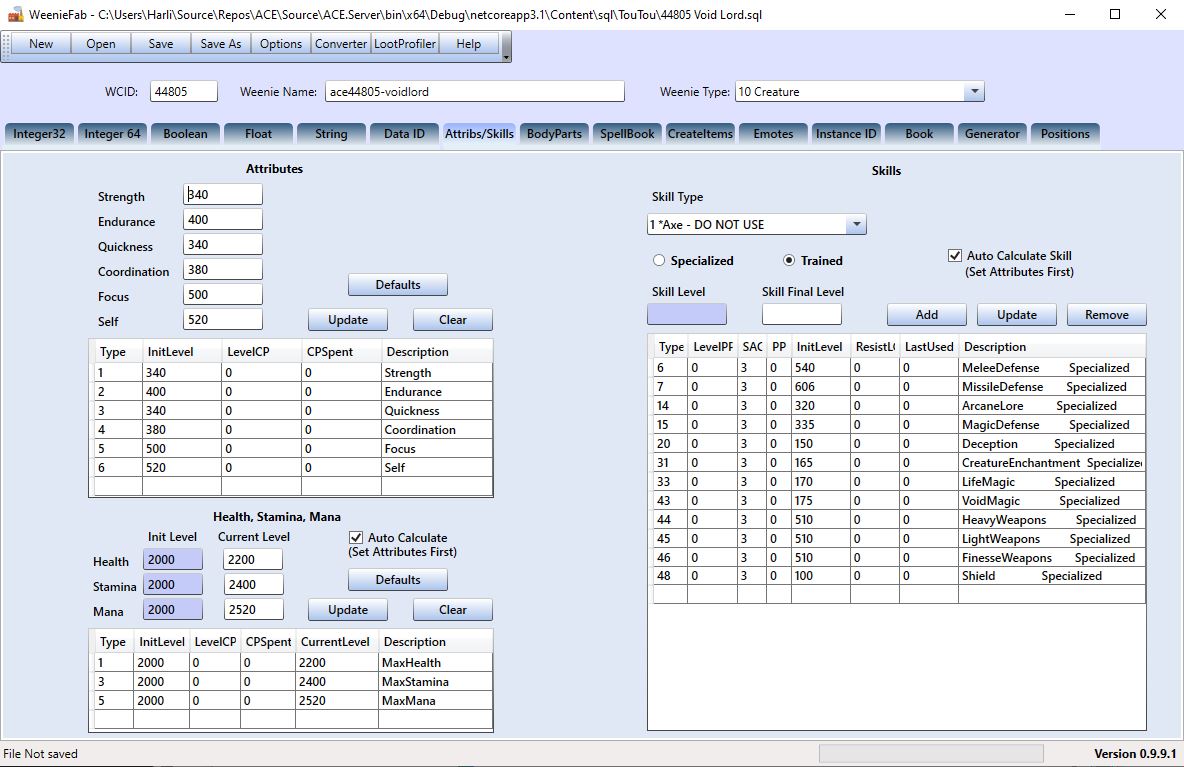 WeenieFab - C:\Users\Harli\Source\Repos\ACE\Source\ACE.Server\bin\x64\Debug\netcoreapp3.1\Content\sql\TouTou\44805 Void Lord.sql
New Open Save Save As Options Converter LootProfiler Help
WCID: 44805 Weenie Name: ace44805-voidlord Weenie Type: 10 Creature
Integer32 Integer 64 Boolean Float String Data ID Attribs/Skills BodyParts SpellBook CreateItems Emotes Instance ID Book Generator Positions
Attributes
Strength 340
Endurance 400
Quickness 340
Coordination 380
Focus 500
Self 520
Defaults
Update Clear
Type InitLevel LevelCP CPSpent Description
1 340 0 0 Strength
2 400 0 0 Endurance
3 340 0 0 Quickness
4 380 0 0 Coordination
5 500 0 0 Focus
6 520 0 0 Self
Health, Stamina, Mana
Init Level Current Level
Health 2000 2200
Stamina 2000 2400
Mana 2000 2520
Auto Calculate
(Set Attributes First)
Defaults
Update Clear
Type InitLevel LevelCP CPSpent CurrentLevel Description
1 2000 0 0 2200 MaxHealth
3 2000 0 0 2400 MaxStamina
5 2000 0 0 2520 MaxMana
Skills
Skill Type
1 *Axe - DO NOT USE
Specialized Trained
Auto Calculate Skill
(Set Attributes First)
Skill Level Skill Final Level
Add Update Remove
Type LevelPF SAC PP InitLevel ResistLC LastUsed Description
6 0 3 0 540 0 0 MeleeDefense Specialized
7 0 3 0 606 0 0 MissileDefense Specialized
14 0 3 0 320 0 0 ArcaneLore Specialized
15 0 3 0 335 0 0 MagicDefense Specialized
20 0 3 0 150 0 0 Deception Specialized
31 0 3 0 165 0 0 CreatureEnchantment Specialized
33 0 3 0 170 0 0 LifeMagic Specialized
43 0 3 0 175 0 0 VoidMagic Specialized
44 0 3 0 510 0 0 HeavyWeapons Specialized
45 0 3 0 510 0 0 LightWeapons Specialized
46 0 3 0 510 0 0 FinesseWeapons Specialized
48 0 3 0 100 0 0 Shield Specialized
File Not saved
Version 0.9.9.1